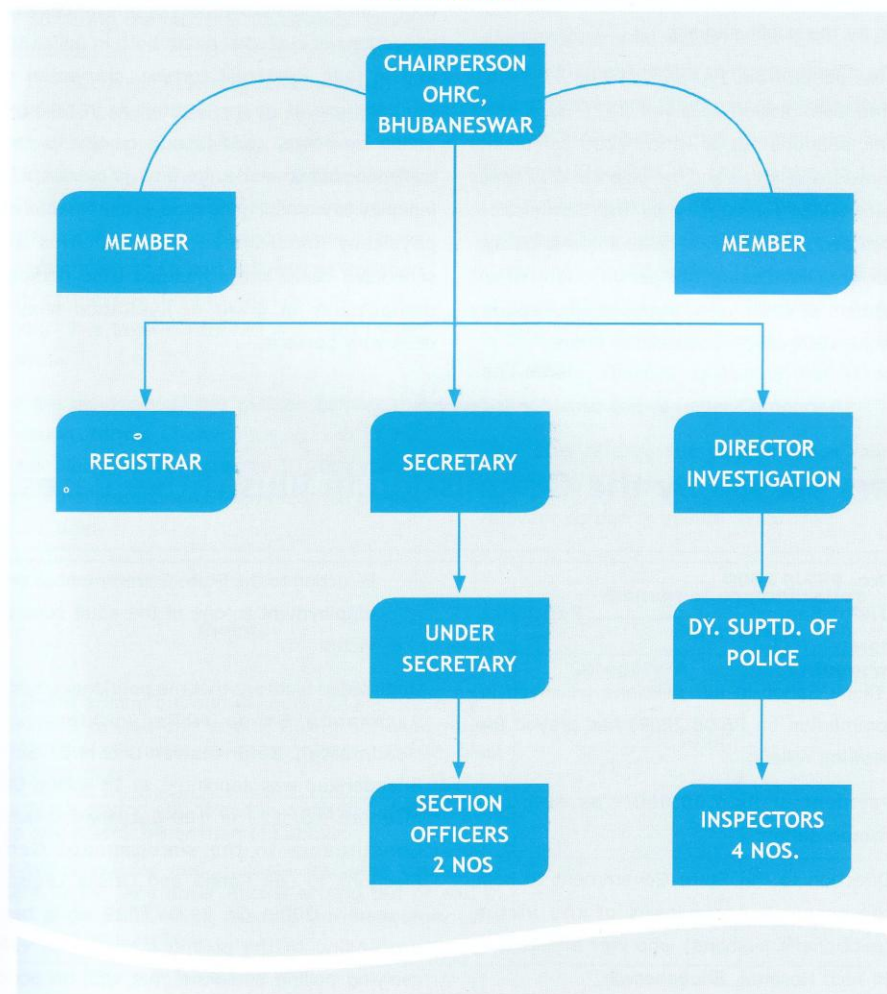 CHAIRPERSON
OHRC,
BHUBANESWAR
MEMBER
MEMBER
REGISTRAR
SECRETARY
DIRECTOR
INVESTIGATION
UNDER
SECRETARY
DY. SUPTD. OF
POLICE
SECTION
OFFICERS
2 NOS
INSPECTORS
4 NOS.